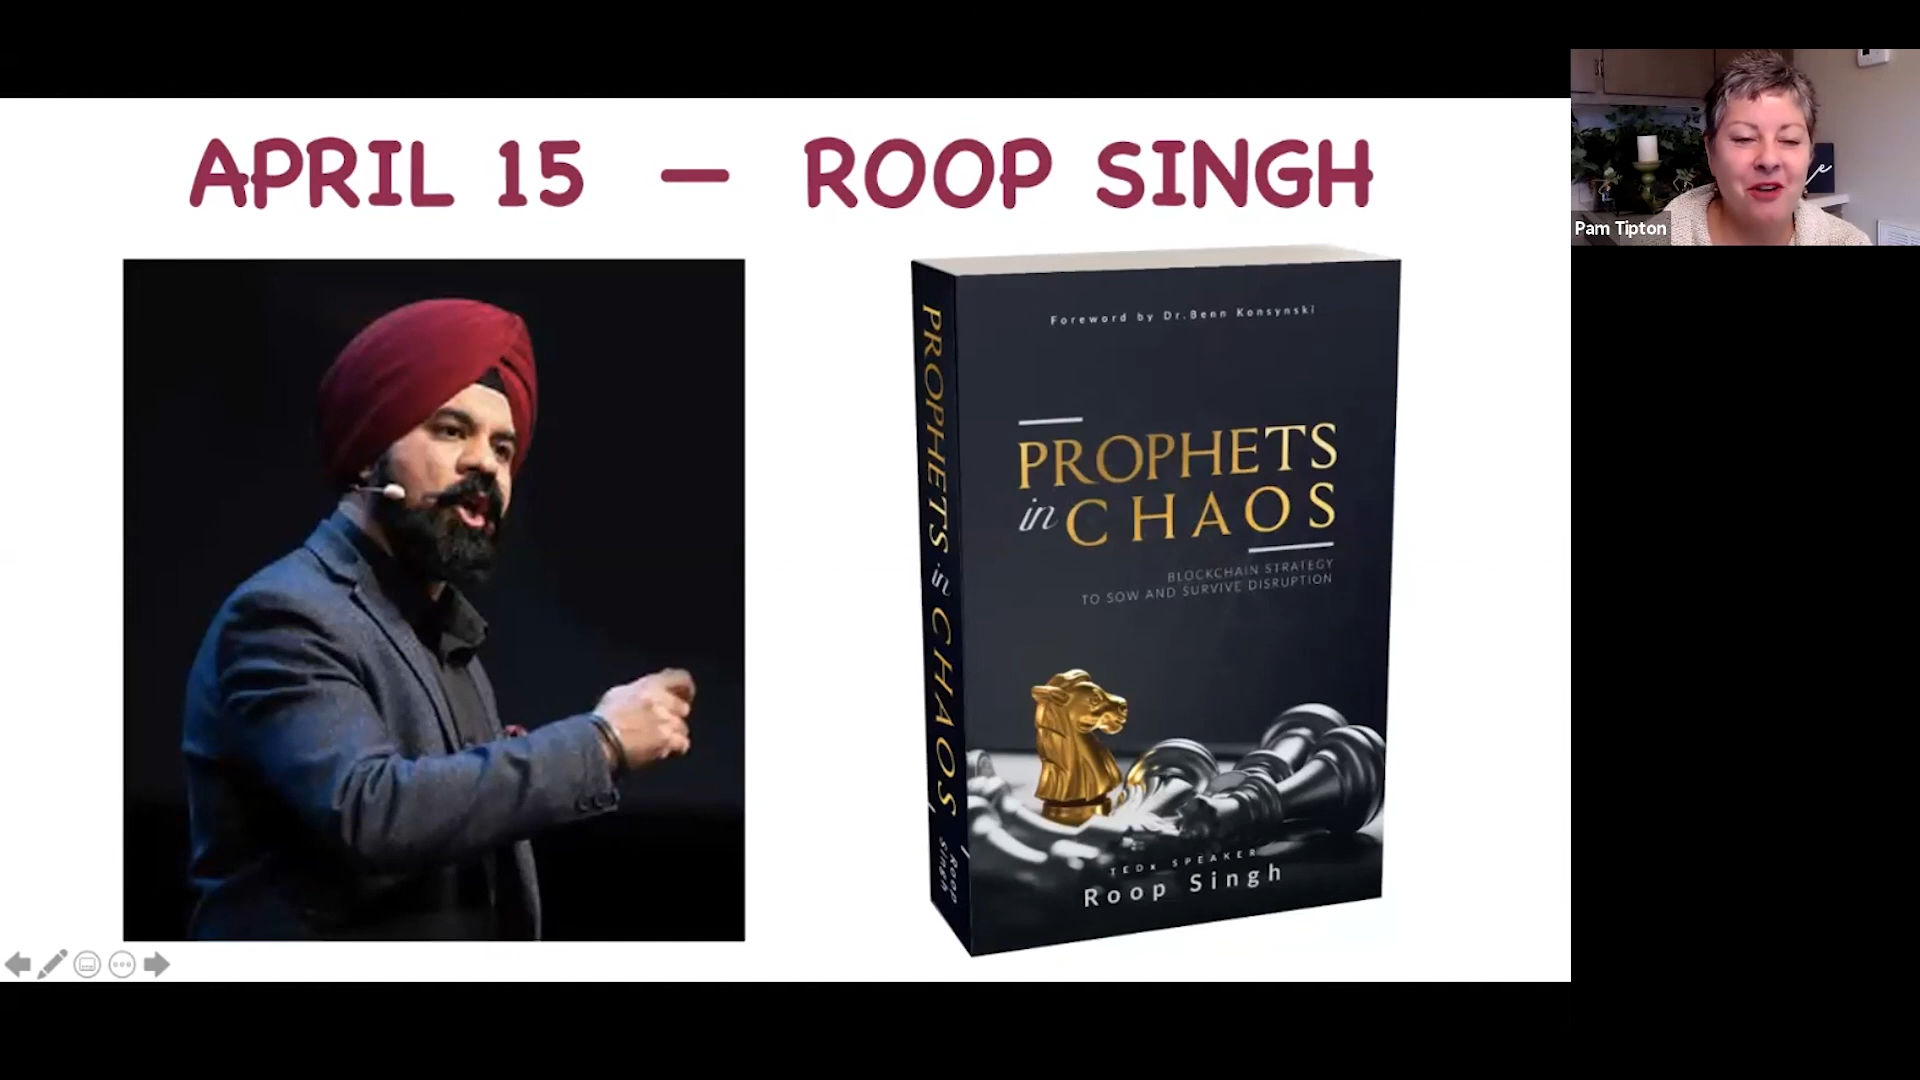 APRIL 15 — ROOP SINGH
PROPHETS in CHAOS
Roop
Singh
Foreword by Dr.Benn Konsynski
PROPHETS
in CHAOS
BLOCKCHAIN STRATEGY
TO SOW AND SURVIVE DISRUPTION
TEDx SPEAKER
Roop Singh
Pam Tipton